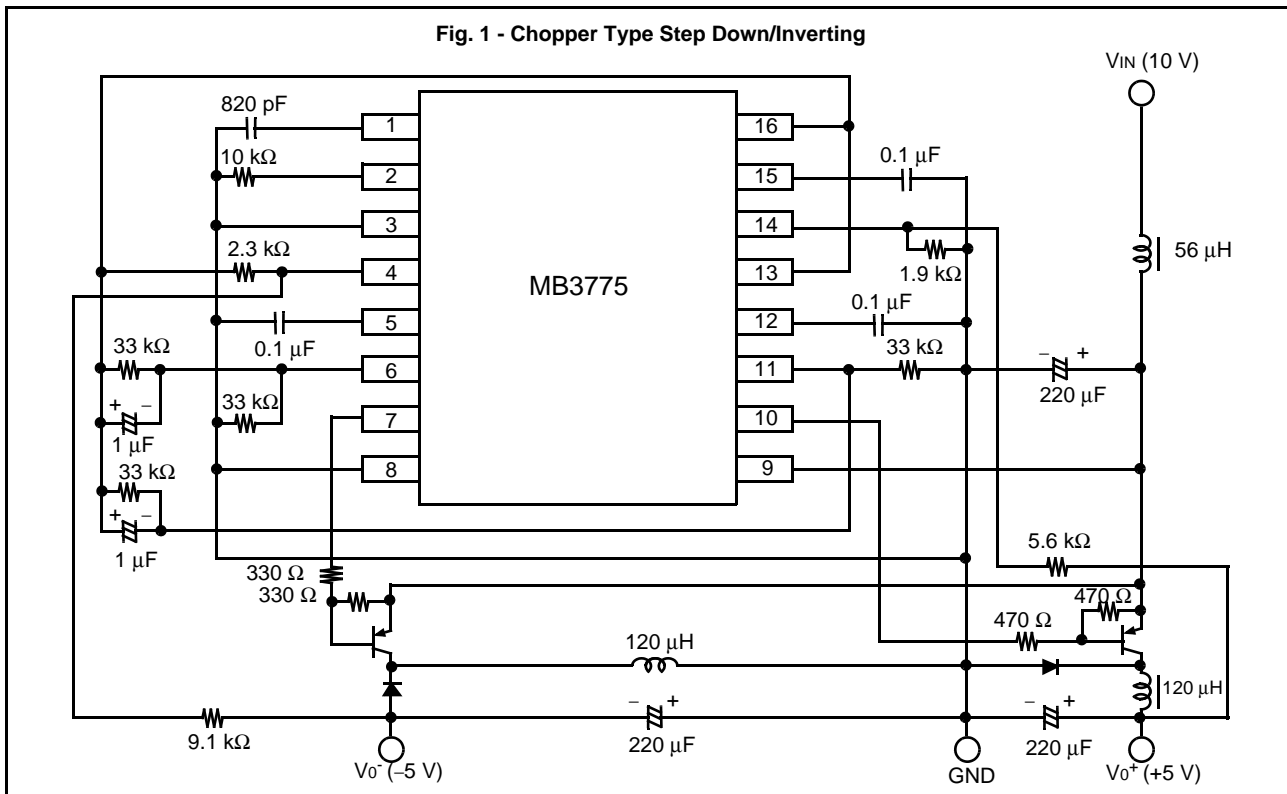 Fig. 1 - Chopper Type Step Down/Inverting
VIN (10 V)
820 pF
1
16
10 kΩ
0.1 μF
2
15
3
14
2.3 kΩ
56 μH
4
MB3775
13
1.9 kΩ
5
12
0.1 μF
33 kΩ
0.1 μF
33 kΩ
6
11
− +
220 μF
+ −
33 kΩ
7
10
1 μF
33 kΩ
8
9
+ −
1 μF
5.6 kΩ
330 Ω
330 Ω
470 Ω
470 Ω
120 μH
120 μH
− +
− +
9.1 kΩ
220 μF
220 μF
V0- (−5 V)
GND
V0+ (+5 V)